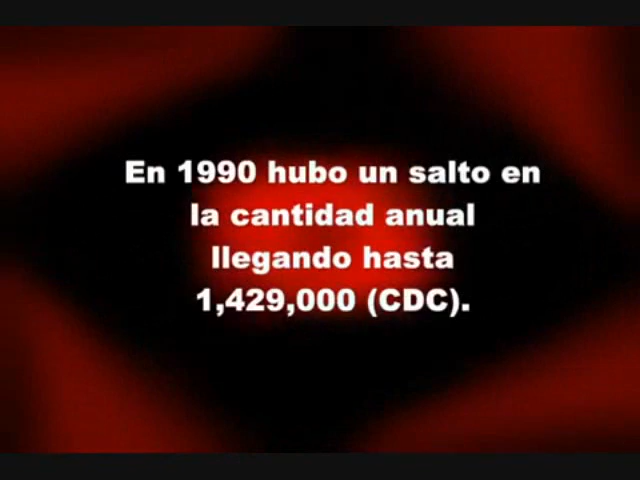 En 1990 hubo un salto en
la cantidad anual
llegando hasta
1,429,000 (CDC).